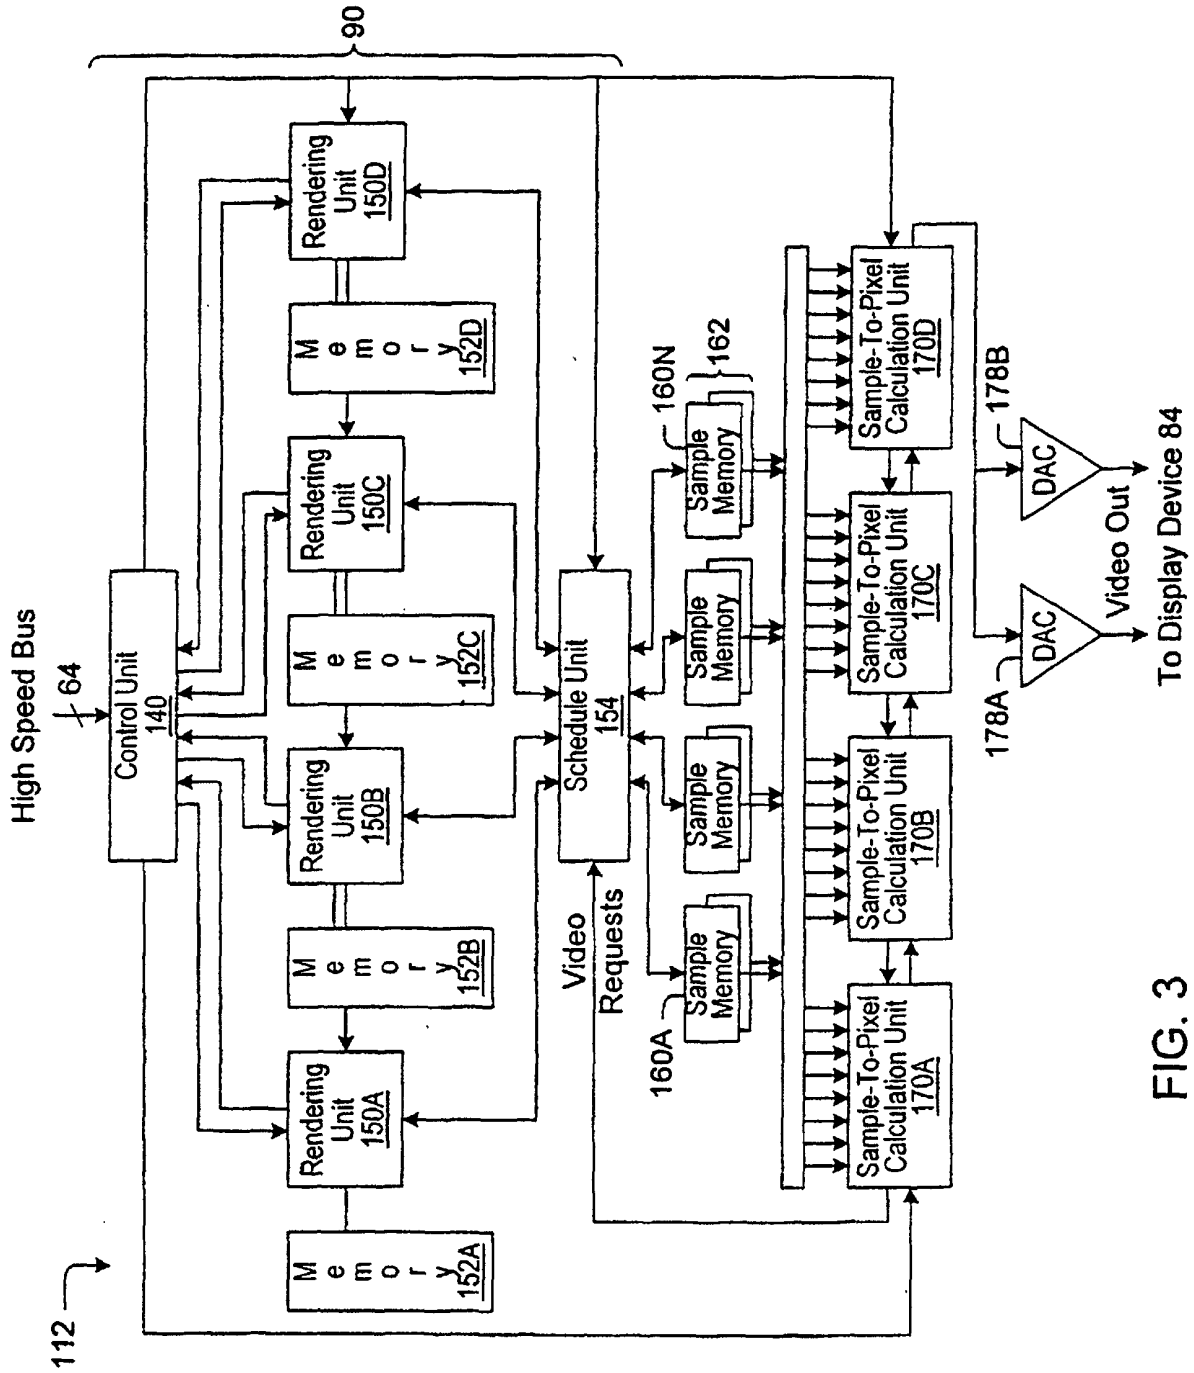 112
High Speed Bus
64
90
Control Unit
140
Memory
152A
Rendering
Unit
150A
Memory
152B
Rendering
Unit
150B
Memory
152C
Rendering
Unit
150C
Memory
152D
Rendering
Unit
150D
Schedule Unit
154
Video
Requests
160A
Sample
Memory
Sample
Memory
Sample
Memory
Sample
Memory
160N
162
Sample-To-Pixel
Calculation Unit
170A
Sample-To-Pixel
Calculation Unit
170B
Sample-To-Pixel
Calculation Unit
170C
Sample-To-Pixel
Calculation Unit
170D
178A
DAC
178B
DAC
Video Out
To Display Device 84
FIG. 3